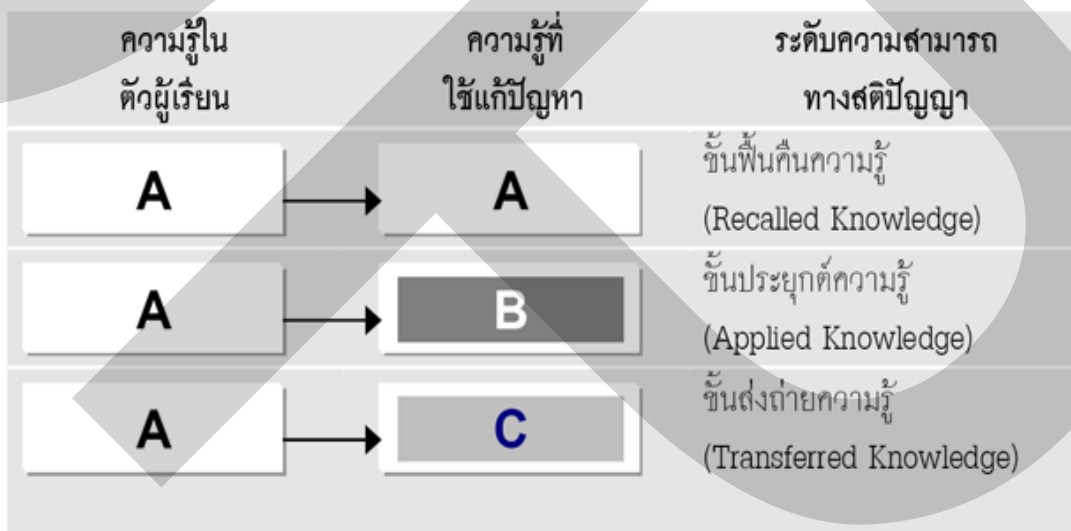 ความรู้ใน
ตัวผู้เรียน
ความรู้ที่
ใช้แก้ปัญหา
ระดับความสามารถ
ทางสติปัญญา
A
A
ขั้นฟื้นคืนความรู้
(Recalled Knowledge)
A
B
ขั้นประยุกต์ความรู้
(Applied Knowledge)
A
C
ขั้นส่งถ่ายความรู้
(Transferred Knowledge)